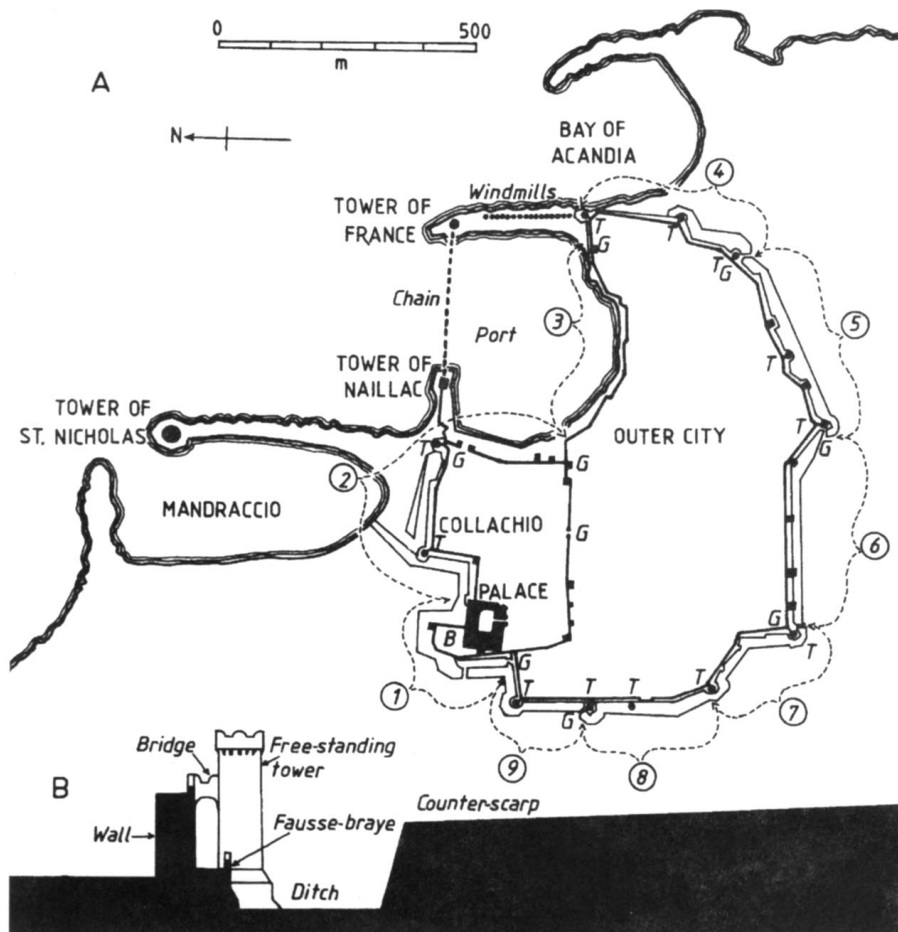 0 500
m
A
N
BAY OF
ACANDIA
4
Windmills
TOWER OF
FRANCE
T
G
T
T
G
Chain
3
Port
5
TOWER OF
NAILLAC
T
TOWER OF
ST. NICHOLAS
OUTER CITY
G
T
G
G
2
MANDRACCIO
COLLACHIO
G
T
6
PALACE
B
G
G
T
1
T
T
T
T
G
7
9
8
B
Bridge
Free-standing
tower
Counter-scarp
Wall
Fausse-braye
Ditch